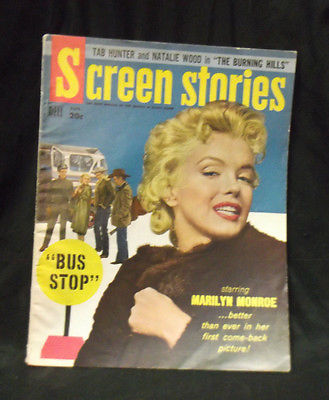 TAB HUNTER and NATALIE WOOD in "THE BURNING HILLS"
Screen stories
DELL
20c
"BUS
STOP"
starring
MARILYN MONROE
...better
than ever in her
first come-back
picture!